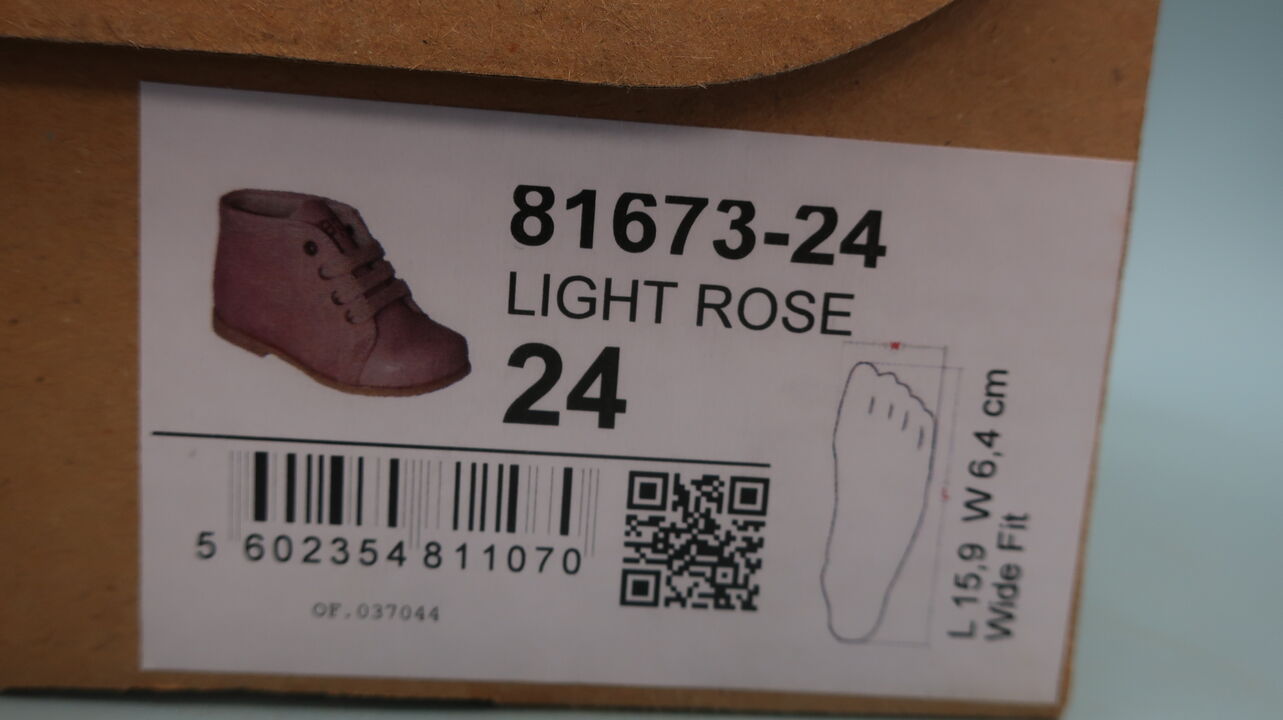 81673-24
LIGHT ROSE
24
L 15,9 W 6,4 cm
Wide Fit
5 602354 811070
OF.037044